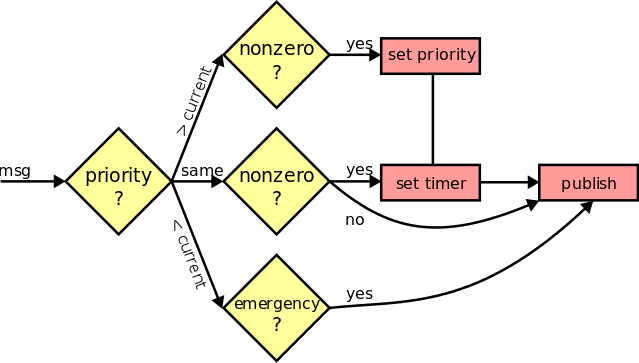 nonzero
?
yes
set priority
> current
msg
priority
?
same
nonzero
?
yes
set timer
publish
no
< current
emergency
?
yes